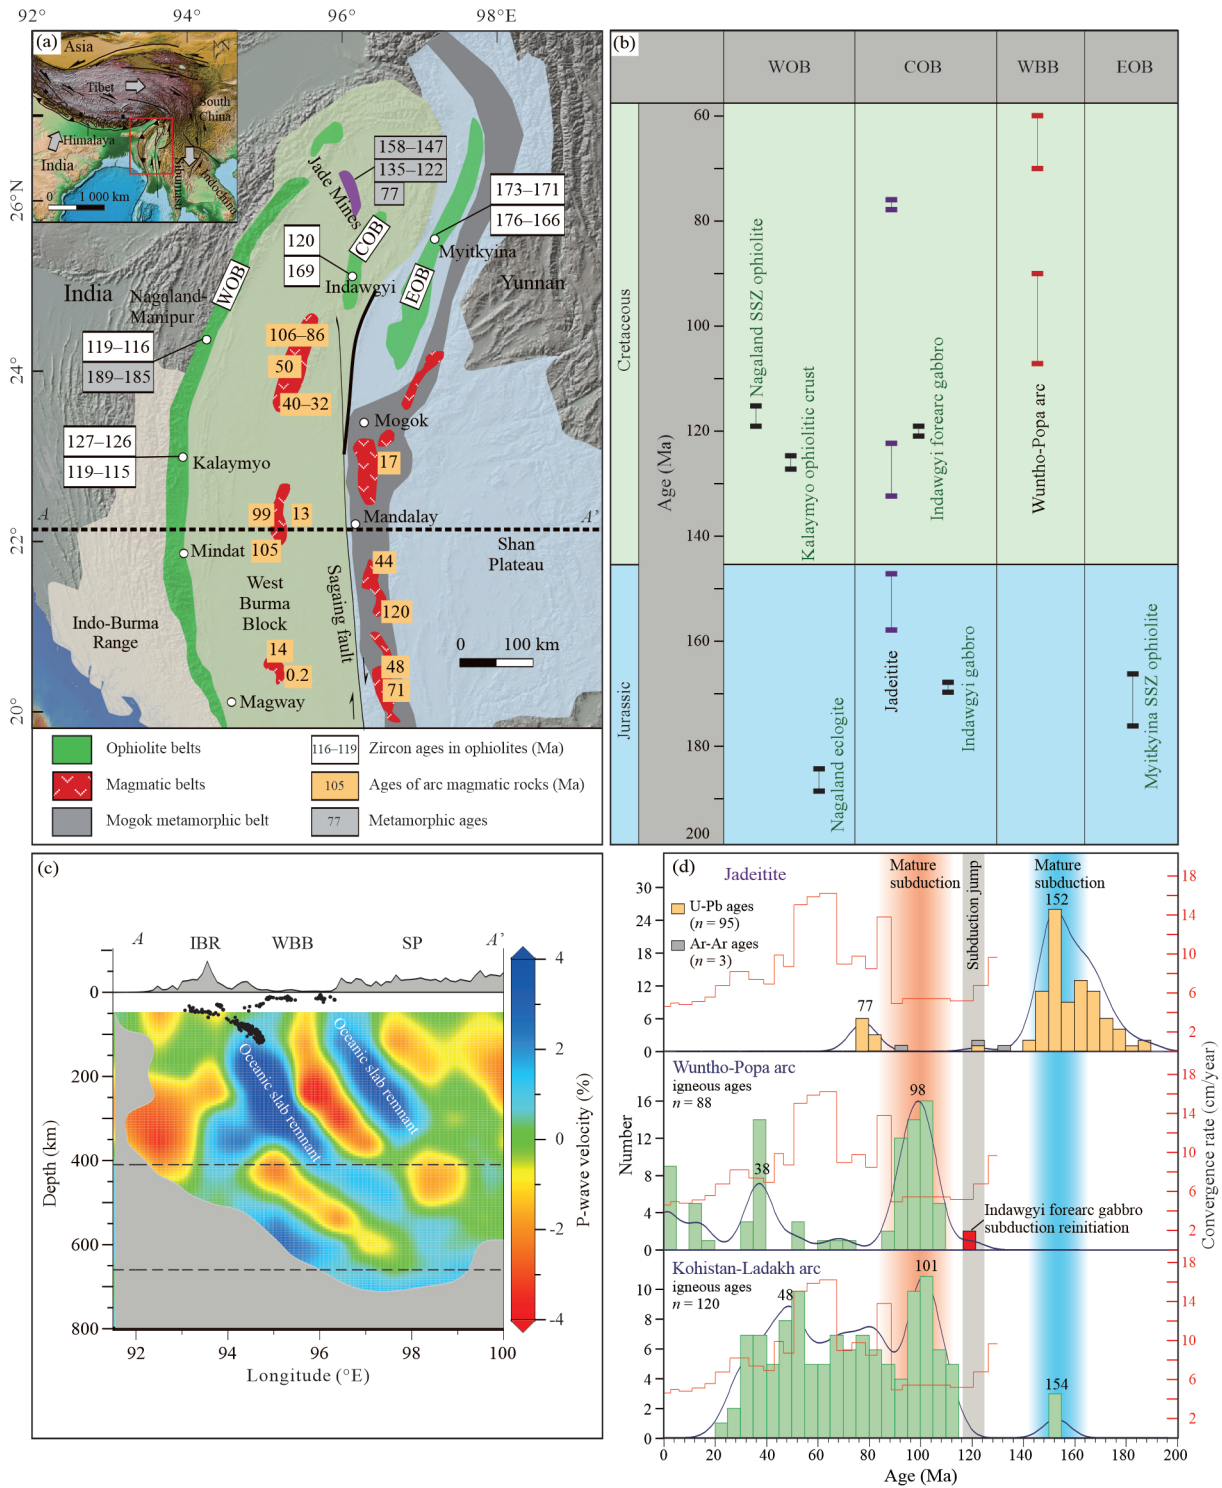 92°
94°
96°
98°E
(a)
Asia
N
Tibet
South
China
Himalaya
India
Sibumasu
Indochina
0
1 000 km
26°N
24°
22°
20°
Jade Mines
158–147
135–122
77
173–171
176–166
120
169
COB
Indawgyi
Myitkyina
EOB
Yunnan
India
Nagaland-
Manipur
WOB
119–116
189–185
106–86
50
40–32
Mogok
17
127–126
119–115
Kalaymyo
99
13
105
Mandalay
A
A’
Mindat
Shan
Plateau
West
Burma
Block
Sagaing fault
44
120
48
71
Indo-Burma
Range
14
0.2
0
100 km
Magway
Ophiolite belts
116–119
Zircon ages in ophiolites (Ma)
Magmatic belts
105
Ages of arc magmatic rocks (Ma)
Mogok metamorphic belt
77
Metamorphic ages
(b)
WOB
COB
WBB
EOB
Cretaceous
Jurassic
Age (Ma)
60
80
100
120
140
160
180
200
Nagaland SSZ ophiolite
Kalaymyo ophiolitic crust
Nagaland eclogite
Jadeitite
Indawgyi forearc gabbro
Indawgyi gabbro
Wuntho-Popa arc
Myitkyina SSZ ophiolite
(c)
A
IBR
WBB
SP
A’
0
200
400
600
800
Depth (km)
Oceanic slab remnant
Oceanic slab remnant
92
94
96
98
100
Longitude (°E)
4
2
0
-2
-4
P-wave velocity (%)
(d)
Jadeitite
U-Pb ages
(n = 95)
Ar-Ar ages
(n = 3)
Mature
subduction
Subduction jump
Mature
subduction
152
77
30
24
18
12
6
0
18
14
10
6
2
Wuntho-Popa arc
igneous ages
n = 88
98
38
Indawgyi forearc gabbro
subduction reinitiation
16
12
8
4
0
18
14
10
6
2
Number
Convergence rate (cm/year)
Kohistan-Ladakh arc
igneous ages
n = 120
101
48
154
10
8
6
4
2
0
18
14
10
6
2
0
40
60
80
100
120
140
160
180
200
Age (Ma)